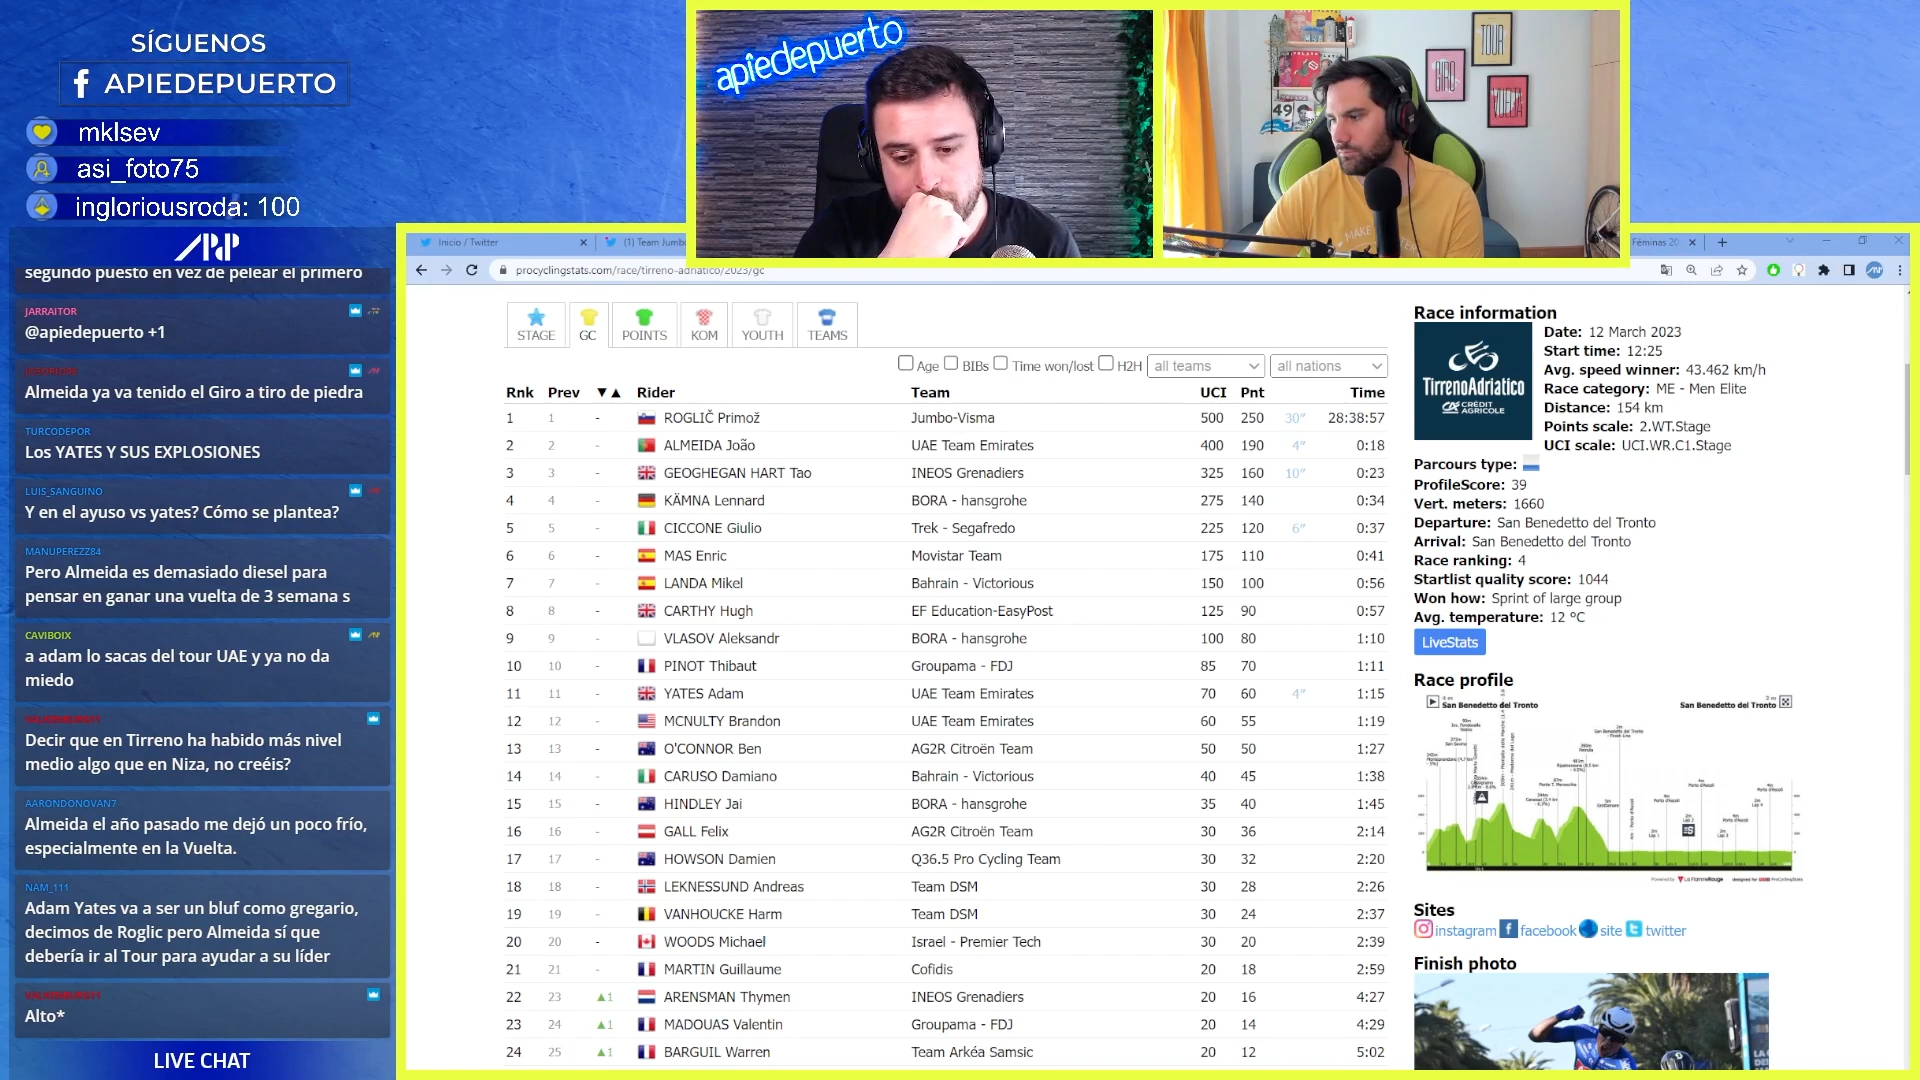 SÍGUENOS
f APIEDEPUERTO
mklsev
asi_foto75
ingloriousroda: 100
segundo puesto en vez de pelear el primero
JARRAITOR
@apiedepuerto +1
Almeida ya va tenido el Giro a tiro de piedra
TURCODEPOR
Los YATES Y SUS EXPLOSIONES
LUIS_SANGUINO
Y en el ayuso vs yates? Cómo se plantea?
MANUPEREZZ84
Pero Almeida es demasiado diesel para
pensar en ganar una vuelta de 3 semana s
CAVIBOIX
a adam lo sacas del tour UAE y ya no da
miedo
Decir que en Tirreno ha habido más nivel
medio algo que en Niza, no creéis?
AARONDONOVAN7
Almeida el año pasado me dejó un poco frío,
especialmente en la Vuelta.
NAM_111
Adam Yates va a ser un bluf como gregario,
decimos de Roglic pero Almeida sí que
debería ir al Tour para ayudar a su líder
Alto*
LIVE CHAT
apiedepuerto
TOUR
GIRO
VUELTA
49
MAKE
Inicio / Twitter
(1) Team Jumb
Féminas 20
procyclingstats.com/race/tirreno-adriatico/2023/gc
STAGE GC POINTS KOM YOUTH TEAMS
Age BIBs Time won/lost H2H all teams all nations
Rnk Prev ▼▲ Rider Team UCI Pnt Time
1 1 - ROGLIČ Primož Jumbo-Visma 500 250 30″ 28:38:57
2 2 - ALMEIDA João UAE Team Emirates 400 190 4″ 0:18
3 3 - GEOGHEGAN HART Tao INEOS Grenadiers 325 160 10″ 0:23
4 4 - KÄMNA Lennard BORA - hansgrohe 275 140 0:34
5 5 - CICCONE Giulio Trek - Segafredo 225 120 6″ 0:37
6 6 - MAS Enric Movistar Team 175 110 0:41
7 7 - LANDA Mikel Bahrain - Victorious 150 100 0:56
8 8 - CARTHY Hugh EF Education-EasyPost 125 90 0:57
9 9 - VLASOV Aleksandr BORA - hansgrohe 100 80 1:10
10 10 - PINOT Thibaut Groupama - FDJ 85 70 1:11
11 11 - YATES Adam UAE Team Emirates 70 60 4″ 1:15
12 12 - MCNULTY Brandon UAE Team Emirates 60 55 1:19
13 13 - O'CONNOR Ben AG2R Citroën Team 50 50 1:27
14 14 - CARUSO Damiano Bahrain - Victorious 40 45 1:38
15 15 - HINDLEY Jai BORA - hansgrohe 35 40 1:45
16 16 - GALL Felix AG2R Citroën Team 30 36 2:14
17 17 - HOWSON Damien Q36.5 Pro Cycling Team 30 32 2:20
18 18 - LEKNESSUND Andreas Team DSM 30 28 2:26
19 19 - VANHOUCKE Harm Team DSM 30 24 2:37
20 20 - WOODS Michael Israel - Premier Tech 30 20 2:39
21 21 - MARTIN Guillaume Cofidis 20 18 2:59
22 23 ▲1 ARENSMAN Thymen INEOS Grenadiers 20 16 4:27
23 24 ▲1 MADOUAS Valentin Groupama - FDJ 20 14 4:29
24 25 ▲1 BARGUIL Warren Team Arkéa Samsic 20 12 5:02
Race information
TirrenoAdriatico
CRÉDIT
AGRICOLE
Date: 12 March 2023
Start time: 12:25
Avg. speed winner: 43.462 km/h
Race category: ME - Men Elite
Distance: 154 km
Points scale: 2.WT.Stage
UCI scale: UCI.WR.C1.Stage
Parcours type:
ProfileScore: 39
Vert. meters: 1660
Departure: San Benedetto del Tronto
Arrival: San Benedetto del Tronto
Race ranking: 4
Startlist quality score: 1044
Won how: Sprint of large group
Avg. temperature: 12 °C
LiveStats
Race profile
San Benedetto del Tronto San Benedetto del Tronto
Powered by La FlammeRouge designed for ProCyclingStats
Sites
instagram facebook site twitter
Finish photo